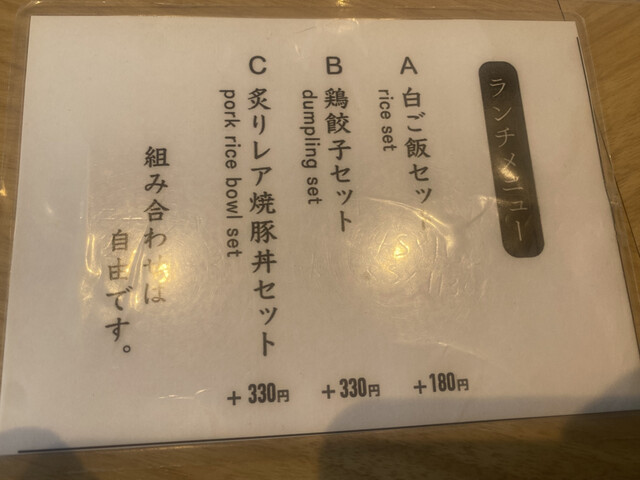 ランチメニュー
A 白ご飯セット
rice set
+180円
B 鶏餃子セット
dumpling set
+330円
C 炙りレア焼豚丼セット
pork rice bowl set
+330円
組み合わせは
自由です。